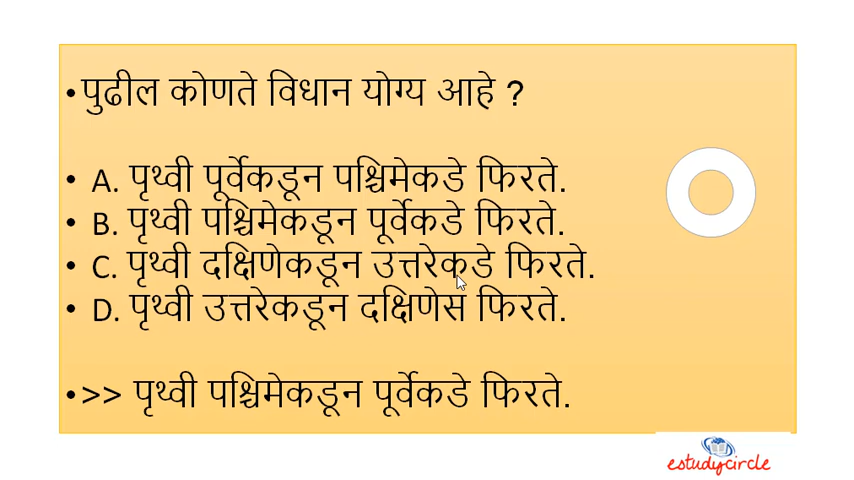 • पुढील कोणते विधान योग्य आहे ?
• A. पृथ्वी पूर्वेकडून पश्चिमेकडे फिरते.
• B. पृथ्वी पश्चिमेकडून पूर्वेकडे फिरते.
• C. पृथ्वी दक्षिणेकडून उत्तरेकडे फिरते.
• D. पृथ्वी उत्तरेकडून दक्षिणेस फिरते.
•>> पृथ्वी पश्चिमेकडून पूर्वेकडे फिरते.
estudycircle